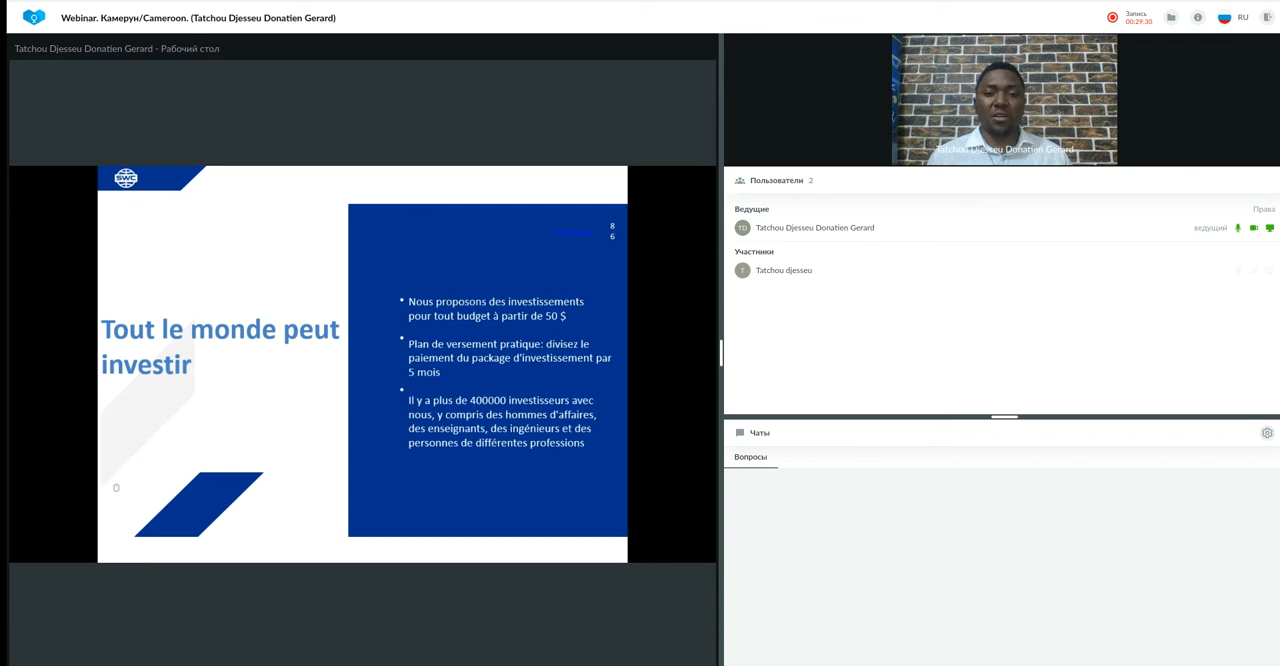 Webinar. Камерун/Cameroon. (Tatchou Djesseu Donatien Gerard)
Запись
00:29:30
RU
Tatchou Djesseu Donatien Gerard - Рабочий стол
SWC
8
6
Tout le monde peut
investir
• Nous proposons des investissements
pour tout budget à partir de 50 $
• Plan de versement pratique: divisez le
paiement du package d'investissement par
5 mois
•
Il y a plus de 400000 investisseurs avec
nous, y compris des hommes d'affaires,
des enseignants, des ingénieurs et des
personnes de différentes professions
Tatchou Djesseu Donatien Gerard
Пользователи 2
Ведущие Права
TD Tatchou Djesseu Donatien Gerard ведущий
Участники
T Tatchou djesseu
Чаты
Вопросы